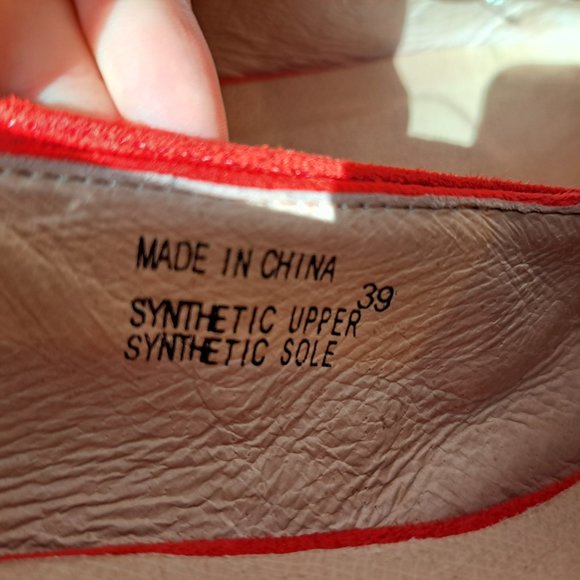 MADE IN CHINA
39
SYNTHETIC UPPER
SYNTHETIC SOLE